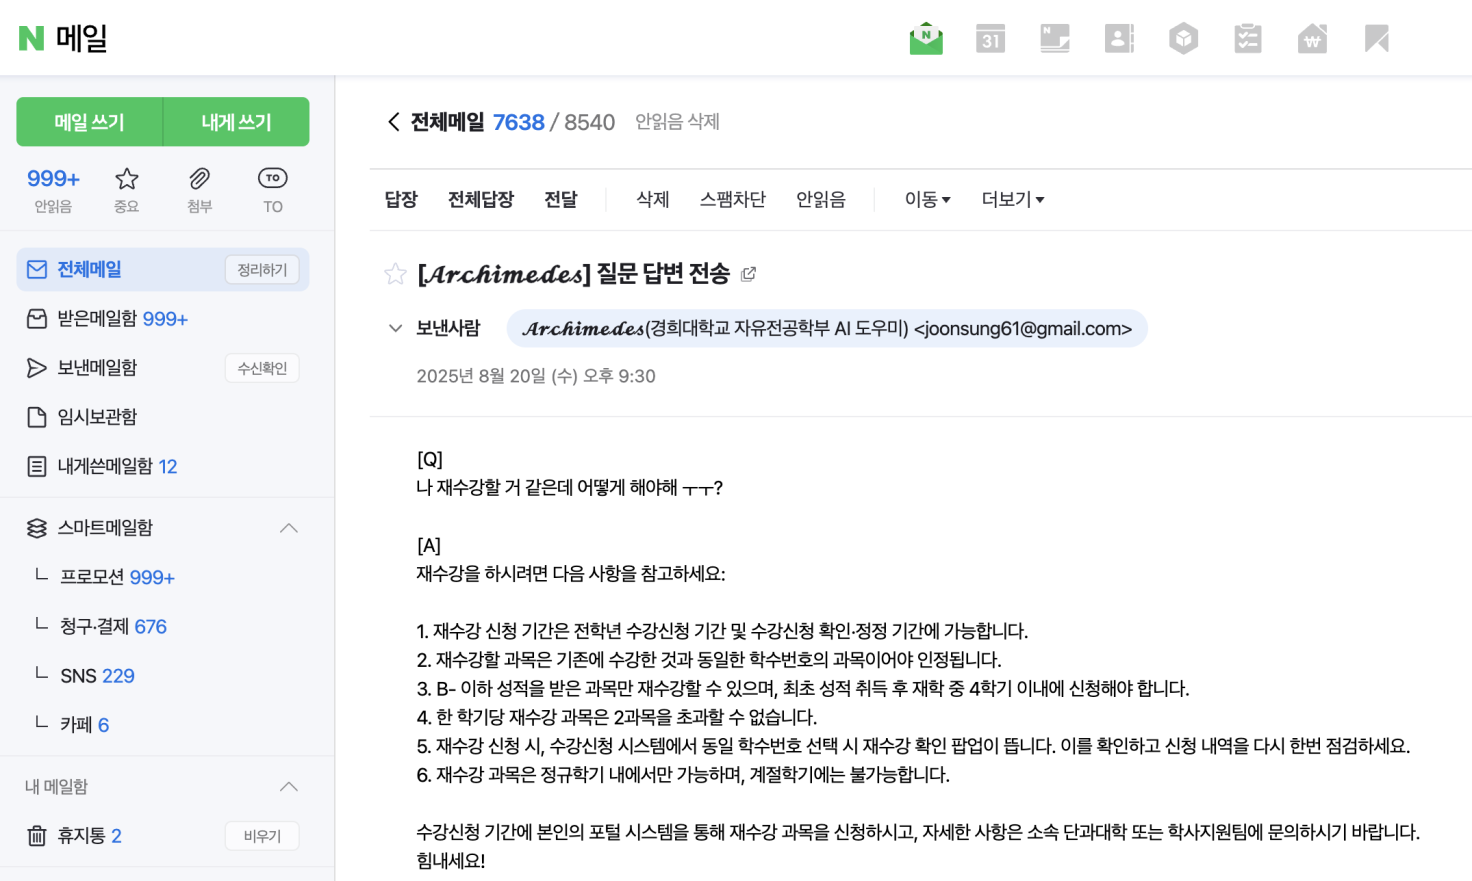 N 메일
N
31
N
메일 쓰기
내게 쓰기
999+
안읽음
중요
첨부
TO
TO
전체메일
정리하기
받은메일함 999+
보낸메일함
수신확인
임시보관함
내게쓴메일함 12
스마트메일함
프로모션 999+
청구·결제 676
SNS 229
카페 6
내 메일함
휴지통 2
비우기
전체메일 7638 / 8540 안읽음 삭제
답장 전체답장 전달 삭제 스팸차단 안읽음 이동 더보기
[𝓐𝓻𝓬𝓱𝓲𝓶𝓮𝓭𝓮𝓼] 질문 답변 전송
보낸사람 𝓐𝓻𝓬𝓱𝓲𝓶𝓮𝓭𝓮𝓼(경희대학교 자유전공학부 AI 도우미) <joonsung61@gmail.com>
2025년 8월 20일 (수) 오후 9:30
[Q]
나 재수강할 거 같은데 어떻게 해야해 ㅜㅜ?
[A]
재수강을 하시려면 다음 사항을 참고하세요:
1. 재수강 신청 기간은 전학년 수강신청 기간 및 수강신청 확인·정정 기간에 가능합니다.
2. 재수강할 과목은 기존에 수강한 것과 동일한 학수번호의 과목이어야 인정됩니다.
3. B- 이하 성적을 받은 과목만 재수강할 수 있으며, 최초 성적 취득 후 재학 중 4학기 이내에 신청해야 합니다.
4. 한 학기당 재수강 과목은 2과목을 초과할 수 없습니다.
5. 재수강 신청 시, 수강신청 시스템에서 동일 학수번호 선택 시 재수강 확인 팝업이 뜹니다. 이를 확인하고 신청 내역을 다시 한번 점검하세요.
6. 재수강 과목은 정규학기 내에서만 가능하며, 계절학기에는 불가능합니다.
수강신청 기간에 본인의 포털 시스템을 통해 재수강 과목을 신청하시고, 자세한 사항은 소속 단과대학 또는 학사지원팀에 문의하시기 바랍니다.
힘내세요!